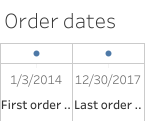 Order dates
1/3/2014 12/30/2017
First order .. Last order ..